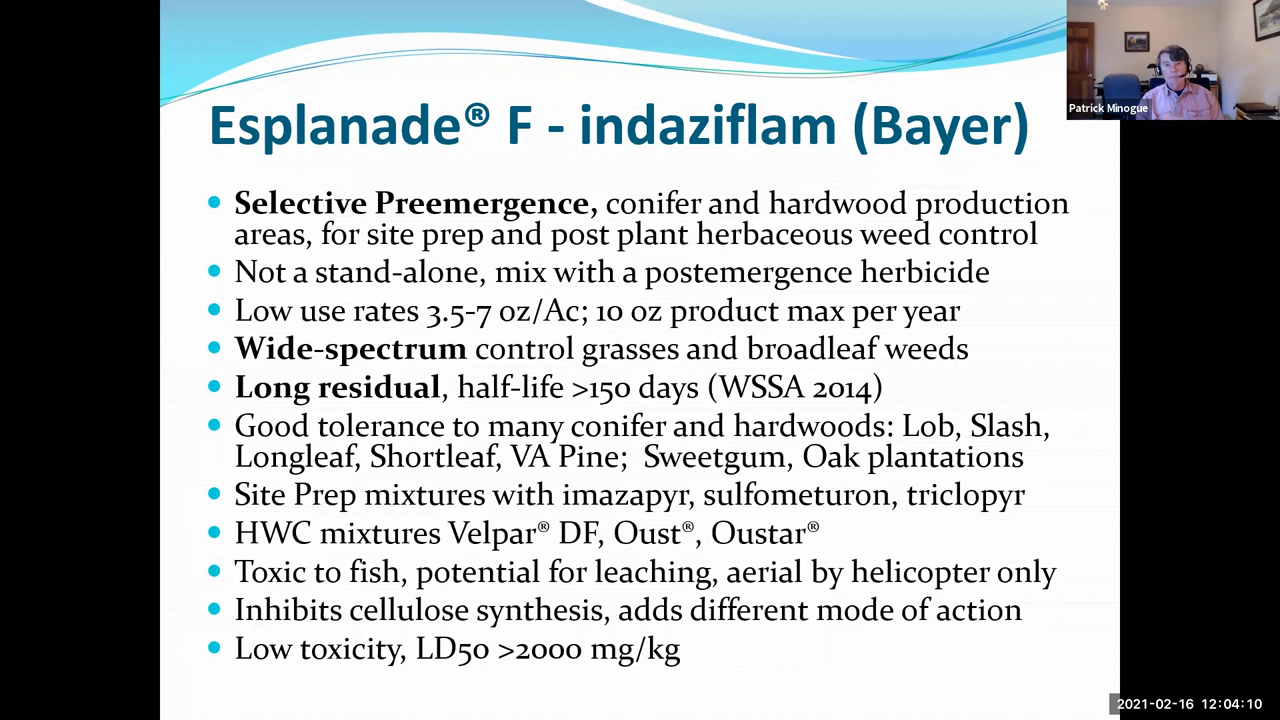 Patrick Minogue
Esplanade® F - indaziflam (Bayer)
• Selective Preemergence, conifer and hardwood production
areas, for site prep and post plant herbaceous weed control
• Not a stand-alone, mix with a postemergence herbicide
• Low use rates 3.5-7 oz/Ac; 10 oz product max per year
• Wide-spectrum control grasses and broadleaf weeds
• Long residual, half-life >150 days (WSSA 2014)
• Good tolerance to many conifer and hardwoods: Lob, Slash,
Longleaf, Shortleaf, VA Pine; Sweetgum, Oak plantations
• Site Prep mixtures with imazapyr, sulfometuron, triclopyr
• HWC mixtures Velpar® DF, Oust®, Oustar®
• Toxic to fish, potential for leaching, aerial by helicopter only
• Inhibits cellulose synthesis, adds different mode of action
• Low toxicity, LD50 >2000 mg/kg
2021-02-16 12:04:10